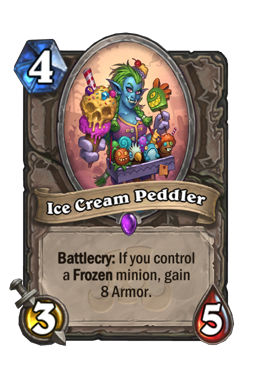 4
Ice Cream Peddler
Battlecry: If you control
a Frozen minion, gain
8 Armor.
3
5